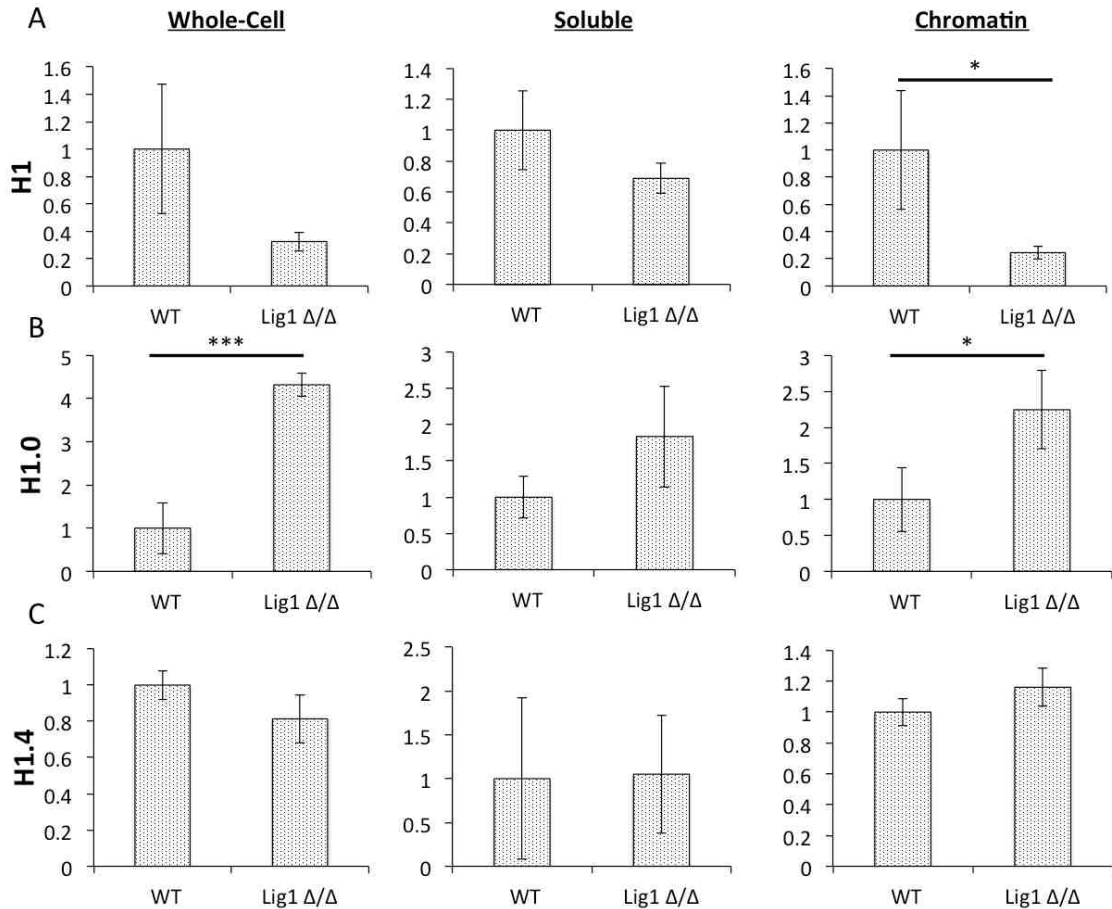 A
Whole-Cell
Soluble
Chromatin
H1
1.6
1.4
1.2
1
0.8
0.6
0.4
0.2
0
WT
Lig1 Δ/Δ
1.4
1.2
1
0.8
0.6
0.4
0.2
0
WT
Lig1 Δ/Δ
1.6
1.4
1.2
1
0.8
0.6
0.4
0.2
0
*
WT
Lig1 Δ/Δ
B
H1.0
5
4
3
2
1
0
***
WT
Lig1 Δ/Δ
3
2.5
2
1.5
1
0.5
0
WT
Lig1 Δ/Δ
3
2.5
2
1.5
1
0.5
0
*
WT
Lig1 Δ/Δ
C
H1.4
1.2
1
0.8
0.6
0.4
0.2
0
WT
Lig1 Δ/Δ
2.5
2
1.5
1
0.5
0
WT
Lig1 Δ/Δ
1.4
1.2
1
0.8
0.6
0.4
0.2
0
WT
Lig1 Δ/Δ